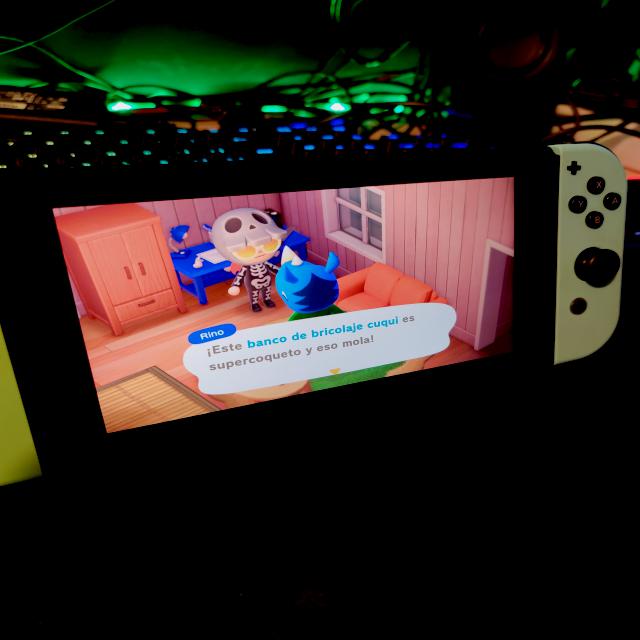 Rino
¡Este banco de bricolaje cuqui es
supercoqueto y eso mola!
X
Y
A
B